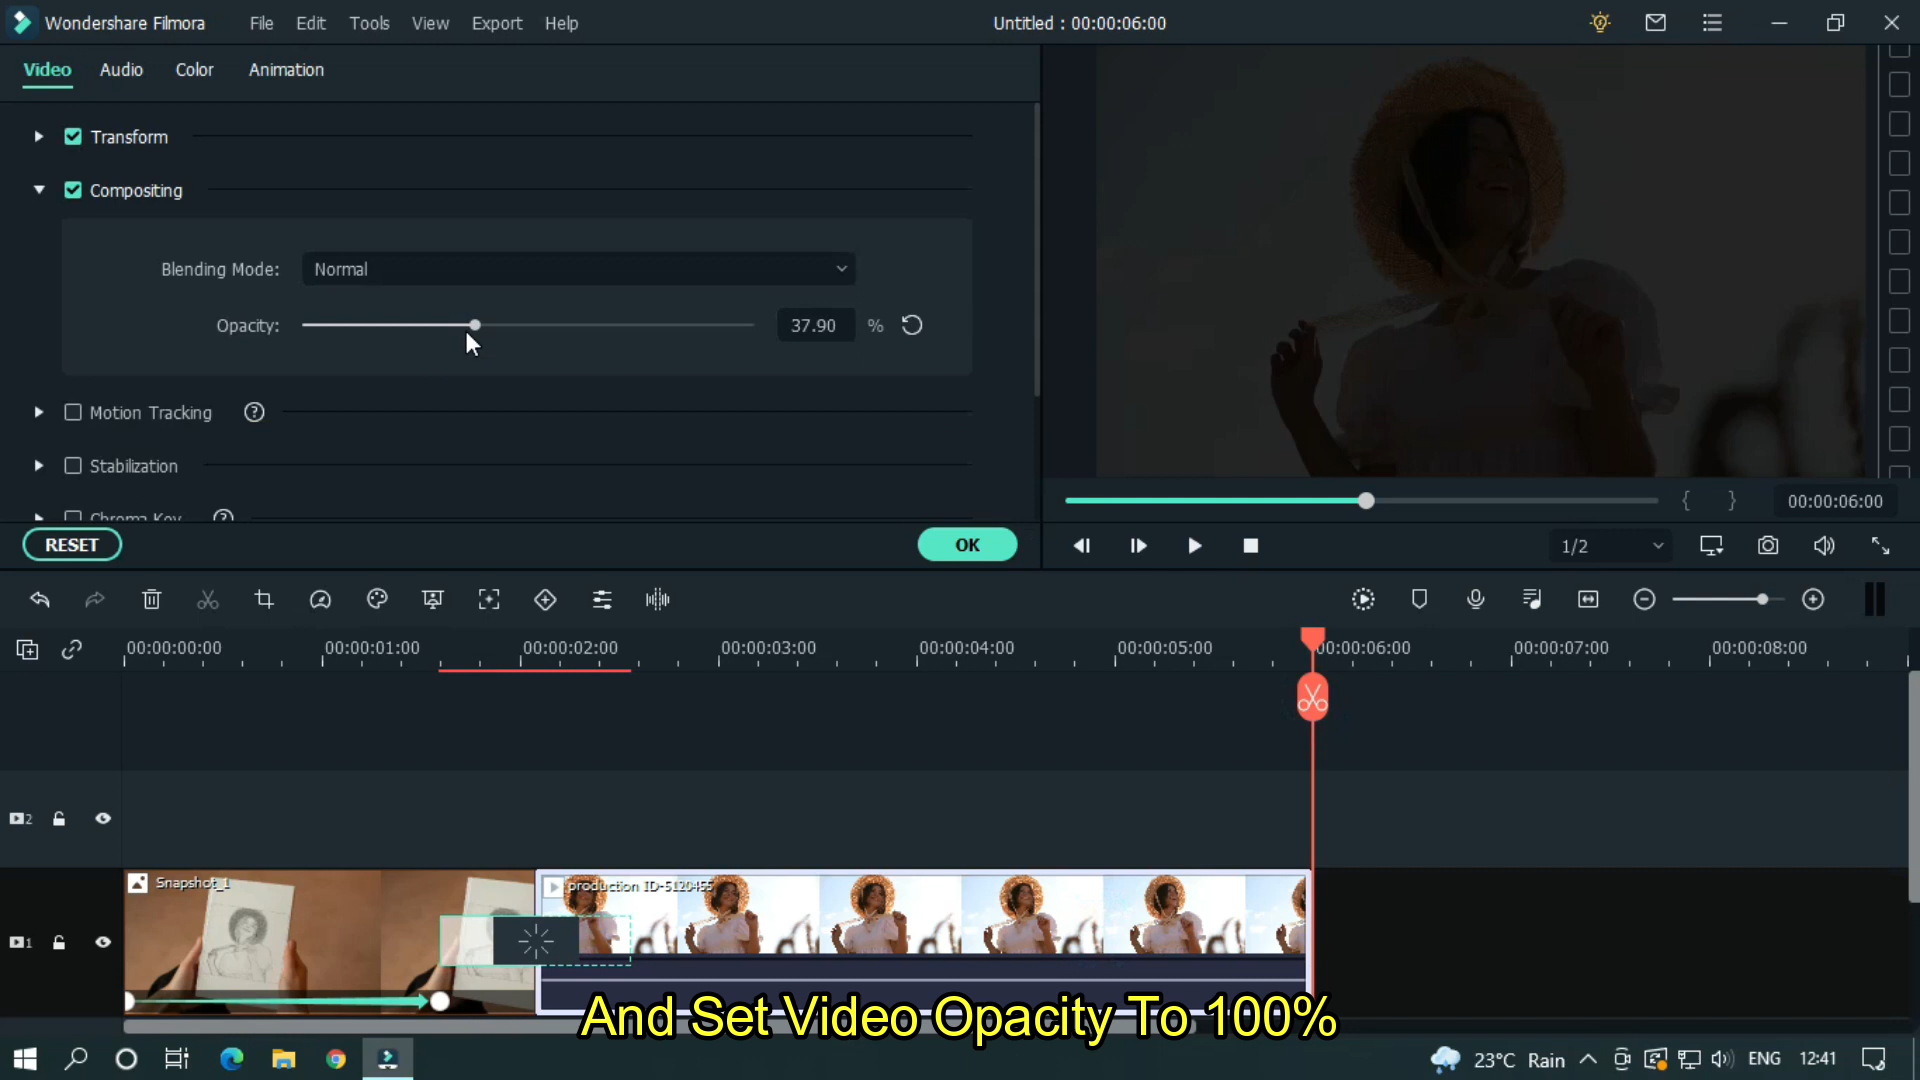 Wondershare Filmora File Edit Tools View Export Help Untitled : 00:00:06:00
Video Audio Color Animation
Transform
Compositing
Blending Mode: Normal
Opacity: 37.90 %
Motion Tracking
Stabilization
Chroma Key
RESET OK
00:00:06:00
1/2
00:00:00:00 00:00:01:00 00:00:02:00 00:00:03:00 00:00:04:00 00:00:05:00 00:00:06:00 00:00:07:00 00:00:08:00
2
Snapshot_1 production ID-5120455
1
And Set Video Opacity To 100%
23°C Rain ENG 12:41